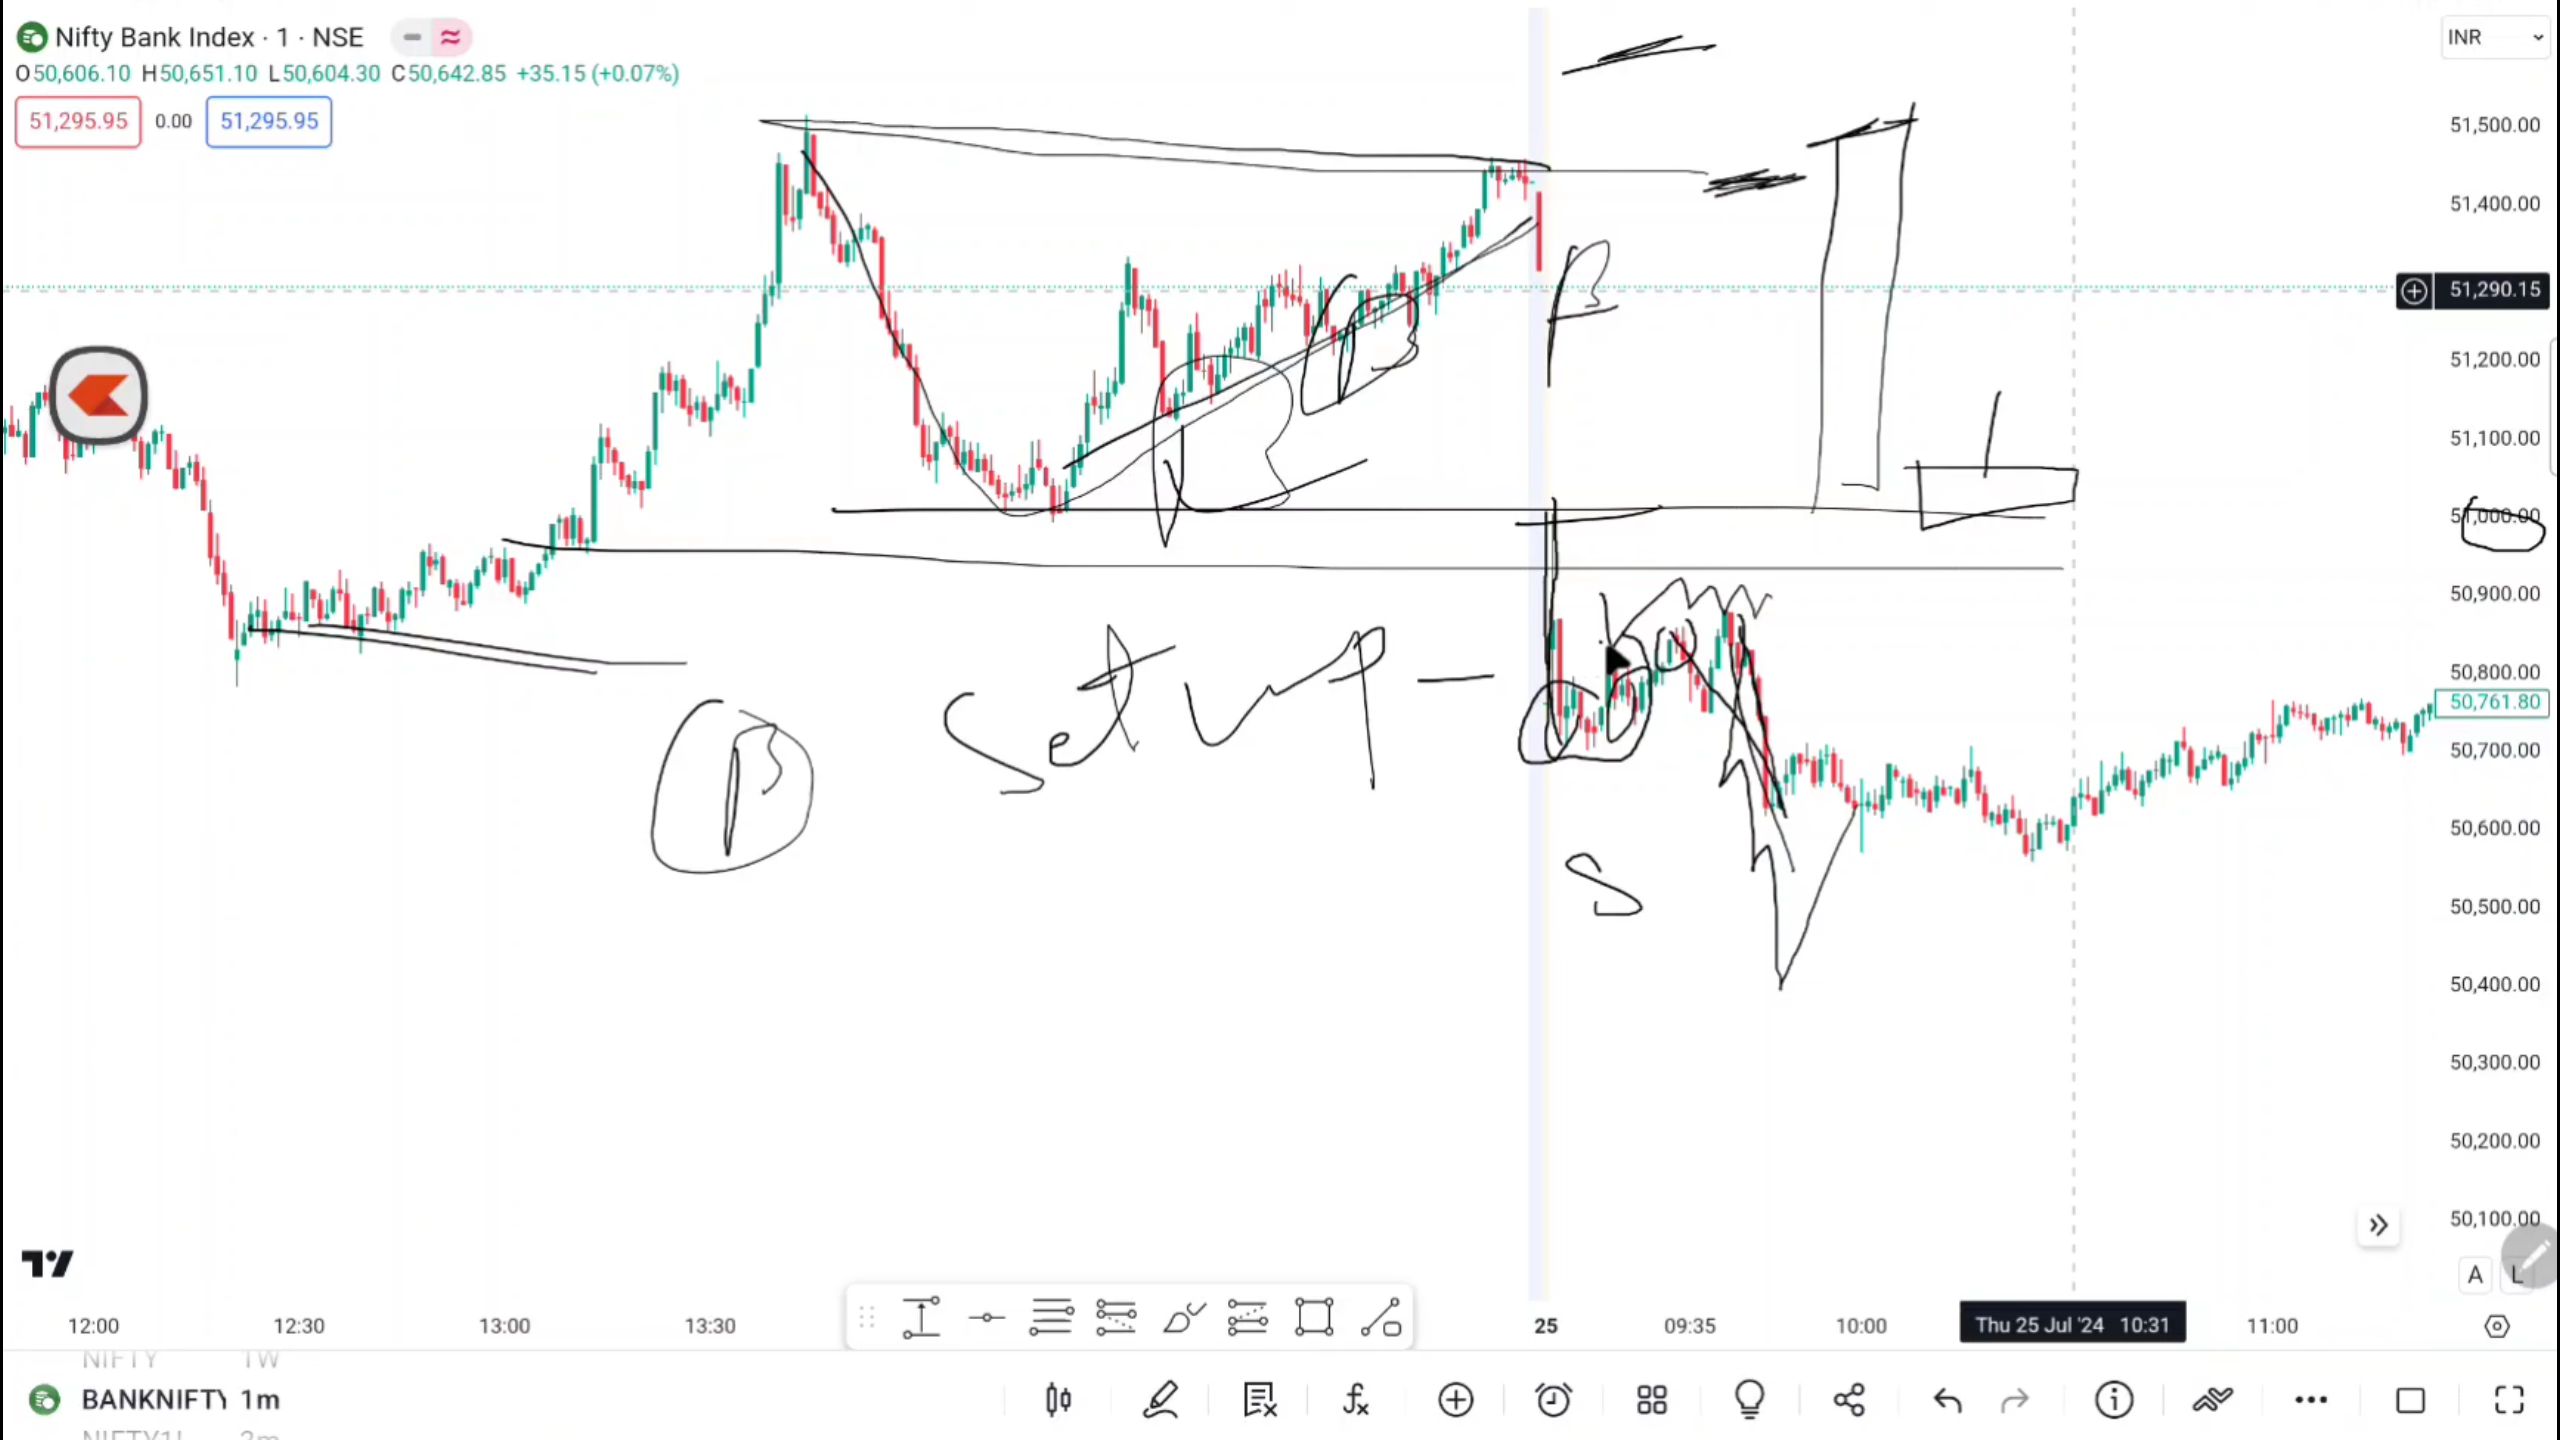 Nifty Bank Index · 1 · NSE
O50,606.10 H50,651.10 L50,604.30 C50,642.85 +35.15 (+0.07%)
51,295.95 0.00 51,295.95
INR
51,500.00
51,400.00
51,290.15
51,200.00
51,100.00
51,000.00
50,900.00
50,800.00
50,761.80
50,700.00
50,600.00
50,500.00
50,400.00
50,300.00
50,200.00
50,100.00
B
B
B
B
Setup -
S
A L
12:00 12:30 13:00 13:30 25 09:35 10:00 Thu 25 Jul '24 10:31 11:00
NIFTY 1W
BANKNIFTY 1m